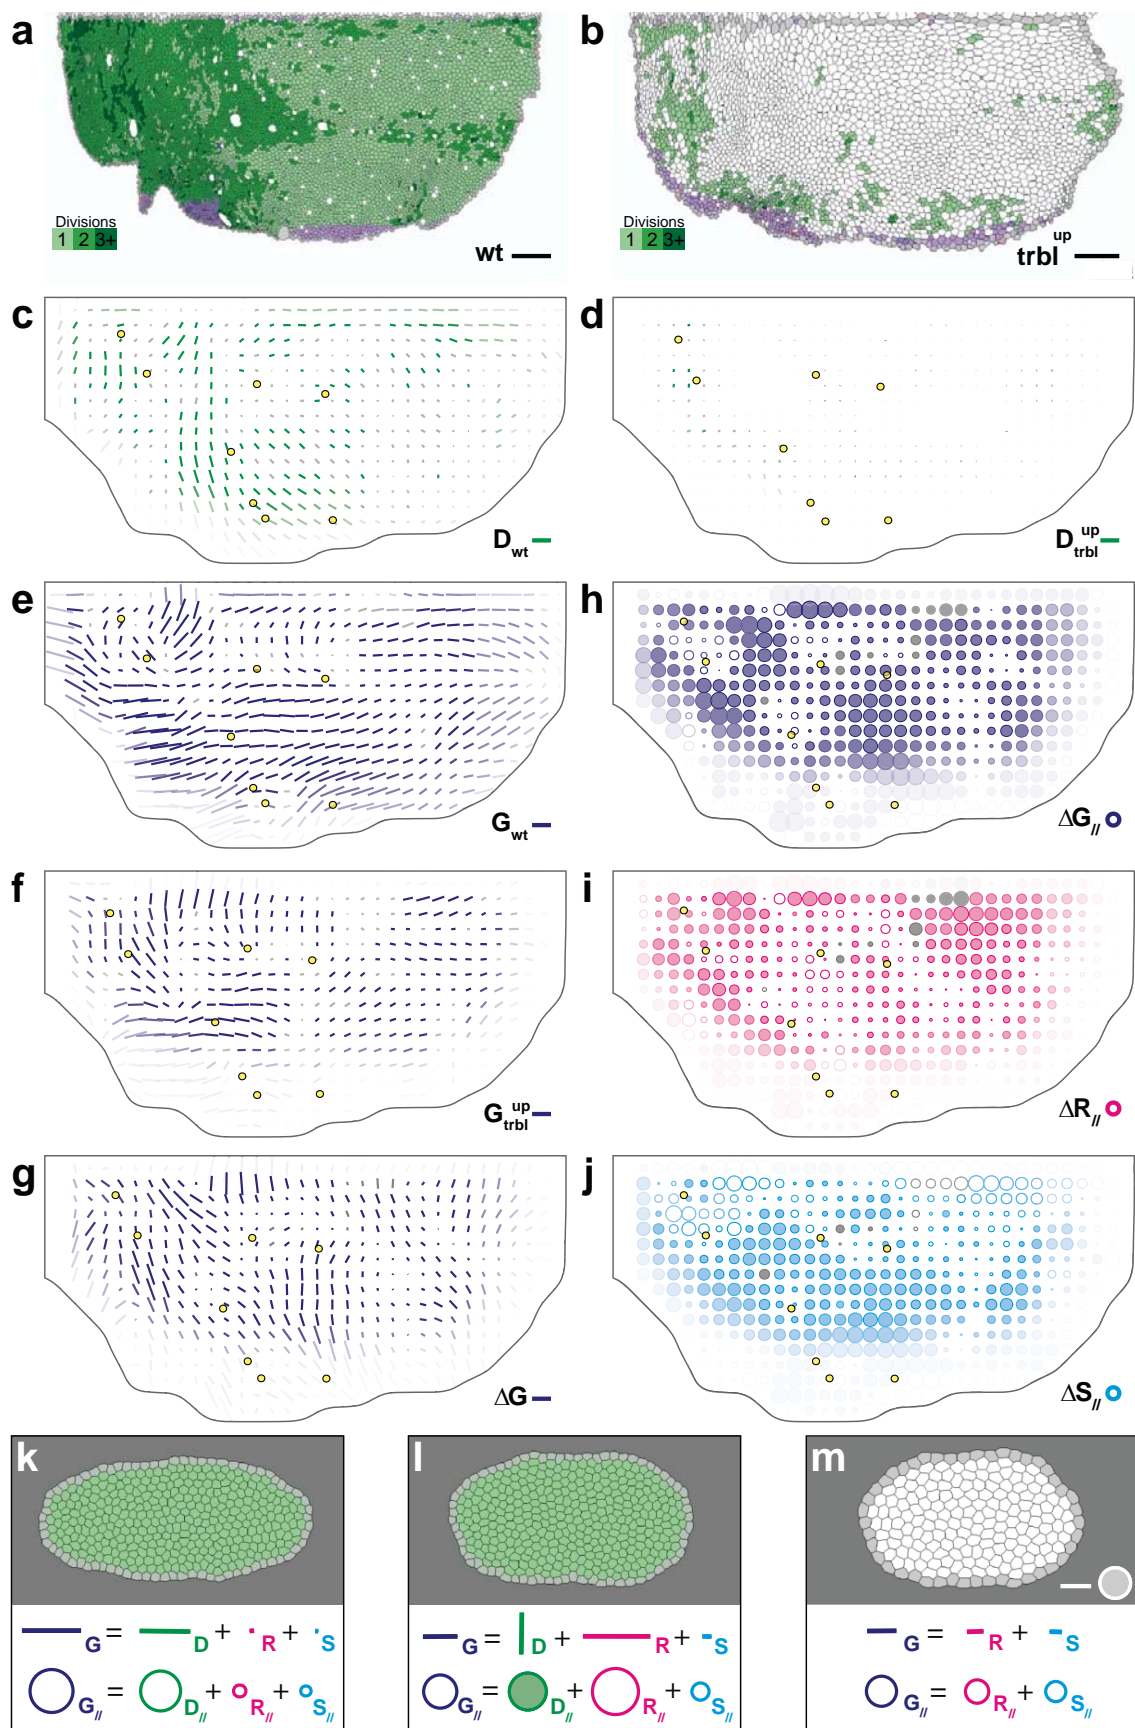 a
b
Divisions
1 2 3+
wt
Divisions
1 2 3+
trbl up
c
d
D wt
D up trbl
e
h
G wt
ΔG //
f
i
G up trbl
ΔR //
g
j
ΔG
ΔS //
k
l
m
G = D + R + S
G = D + R + S
G = R + S
G // = D // + R // + S //
G // = D // + R // + S //
G // = R // + S //